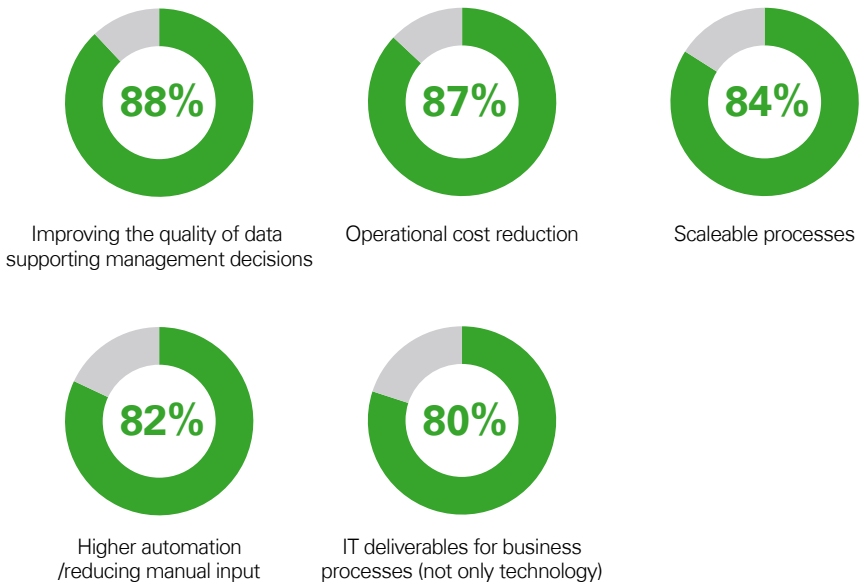 88%
87%
84%
Improving the quality of data
supporting management decisions
Operational cost reduction
Scaleable processes
82%
80%
Higher automation
/reducing manual input
IT deliverables for business
processes (not only technology)